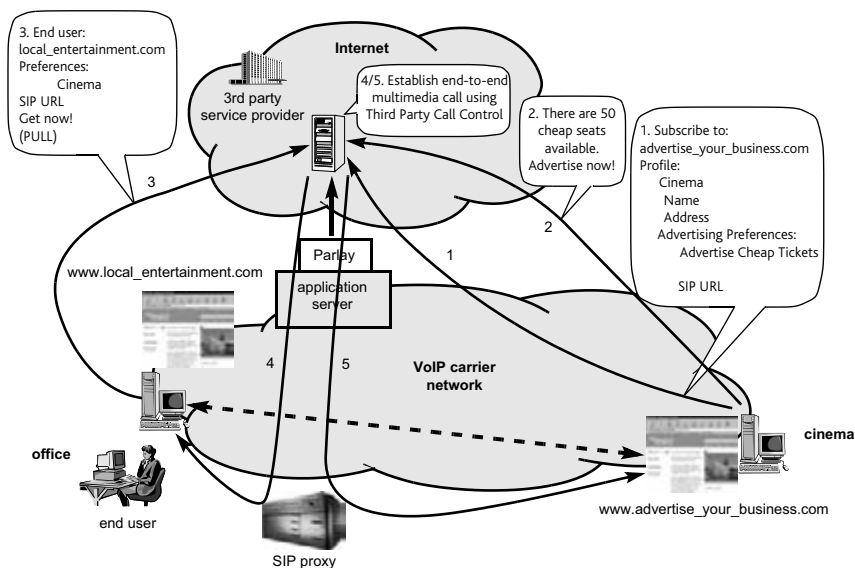 3. End user:
local_entertainment.com
Preferences:
Cinema
SIP URL
Get now!
(PULL)
Internet
3rd party
service provider
4/5. Establish end-to-end
multimedia call using
Third Party Call Control
2. There are 50
cheap seats
available.
Advertise now!
1. Subscribe to:
advertise_your_business.com
Profile:
Cinema
Name
Address
Advertising Preferences:
Advertise Cheap Tickets
SIP URL
3
2
1
www.local_entertainment.com
Parlay
application
server
4
5
VoIP carrier
network
office
end user
cinema
www.advertise_your_business.com
SIP proxy